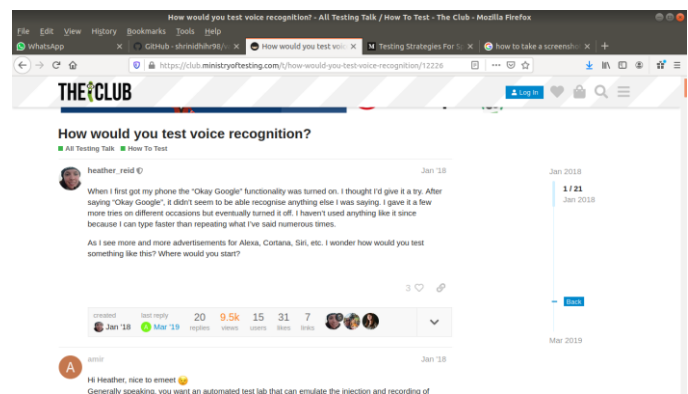 How would you test voice recognition? - All Testing Talk / How To Test - The Club - Mozilla Firefox
File Edit View History Bookmarks Tools Help
WhatsApp
GitHub - shrinidhihr98/
How would you test voic
Testing Strategies For
how to take a screensho
https://club.ministryoftesting.com/t/how-would-you-test-voice-recognition/12226
THE CLUB
Log In
How would you test voice recognition?
All Testing Talk How To Test
heather_reid Jan '18
When I first got my phone the “Okay Google” functionality was turned on. I thought I'd give it a try. After
saying “Okay Google”, it didn't seem to be able recognise anything else I was saying. I gave it a few
more tries on different occasions but eventually turned it off. I haven't used anything like it since
because I can type faster than repeating what I've said numerous times.
As I see more and more advertisements for Alexa, Cortana, Siri, etc. I wonder how would you test
something like this? Where would you start?
3
created last reply 20 9.5k 15 31 7
Jan '18 A Mar '19 replies views users likes links
Jan 2018
1 / 21
Jan 2018
Back
Mar 2019
A
amir Jan '18
Hi Heather, nice to emeet
Generally speaking, you want an automated test lab that can emulate the injection and recording of